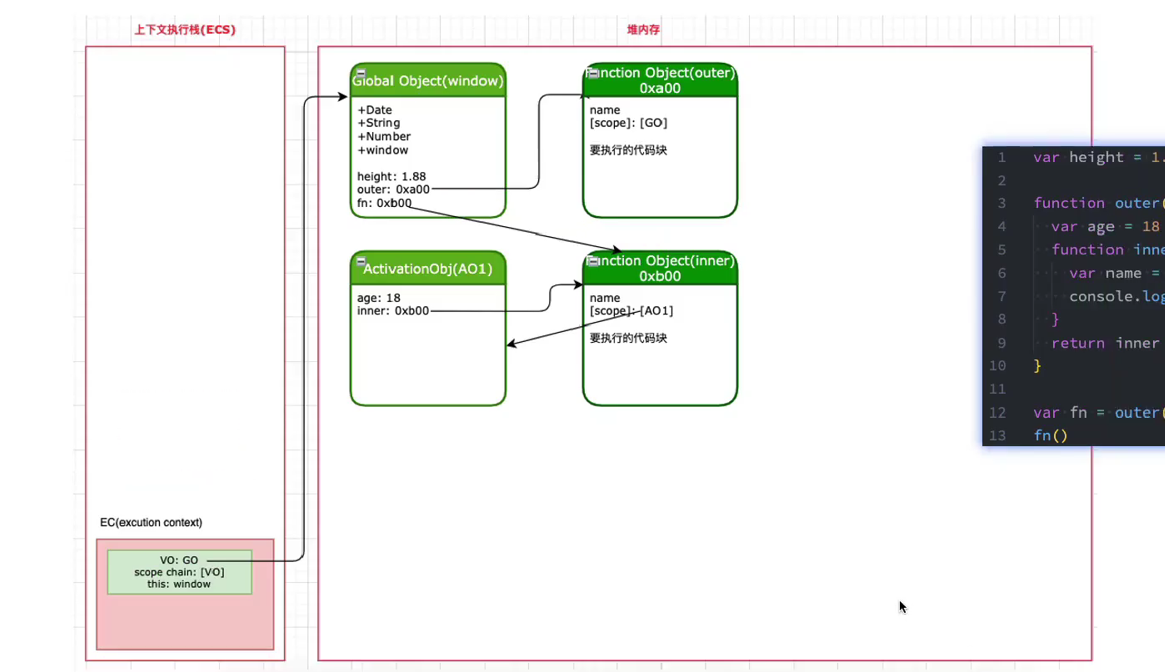 上下文执行栈(ECS)
堆内存
Global Object(window)
+Date
+String
+Number
+window
height: 1.88
outer: 0xa00
fn: 0xb00
Function Object(outer)
0xa00
name
[scope]: [GO]
要执行的代码块
ActivationObj(AO1)
age: 18
inner: 0xb00
Function Object(inner)
0xb00
name
[scope]: [AO1]
要执行的代码块
EC(excution context)
VO: GO
scope chain: [VO]
this: window
1 var height = 1.
2
3 function outer(
4 var age = 18
5 function inne
6 var name =
7 console.log
8 }
9 return inner
10 }
11
12 var fn = outer(
13 fn()